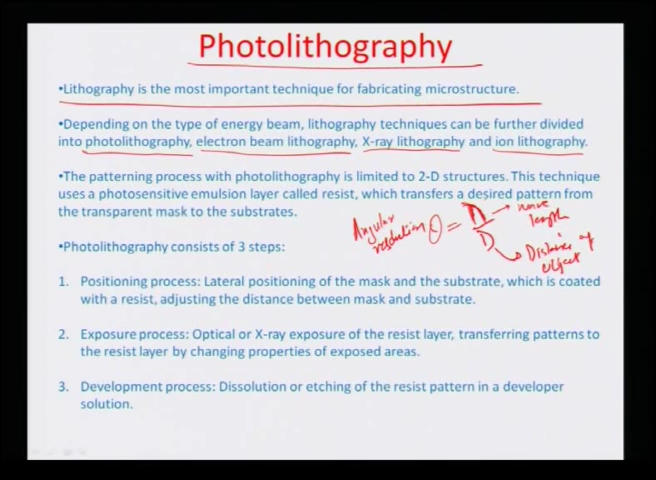 Photolithography
•Lithography is the most important technique for fabricating microstructure.
•Depending on the type of energy beam, lithography techniques can be further divided
into photolithography, electron beam lithography, X-ray lithography and ion lithography.
•The patterning process with photolithography is limited to 2-D structures. This technique
uses a photosensitive emulsion layer called resist, which transfers a desired pattern from
the transparent mask to the substrates.
Angular
resolution θ = λ/D
wave
length
Distance of
object
•Photolithography consists of 3 steps:
1. Positioning process: Lateral positioning of the mask and the substrate, which is coated
with a resist, adjusting the distance between mask and substrate.
2. Exposure process: Optical or X-ray exposure of the resist layer, transferring patterns to
the resist layer by changing properties of exposed areas.
3. Development process: Dissolution or etching of the resist pattern in a developer
solution.